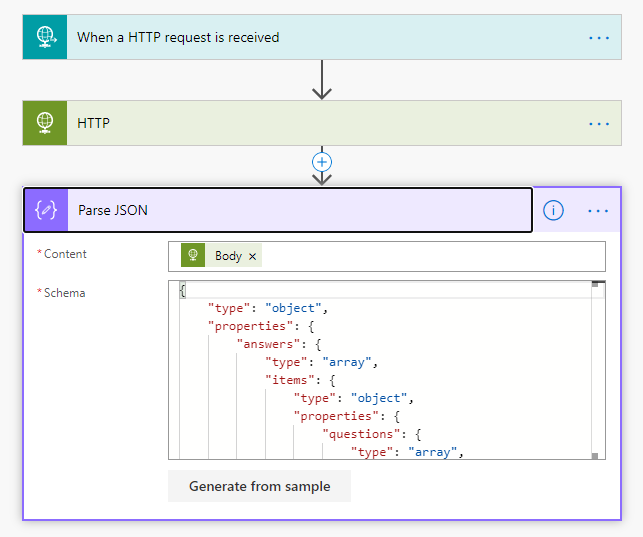 When a HTTP request is received
HTTP
Parse JSON
* Content
Body ×
* Schema
{
"type": "object",
"properties": {
"answers": {
"type": "array",
"items": {
"type": "object",
"properties": {
"questions": {
"type": "array",
Generate from sample